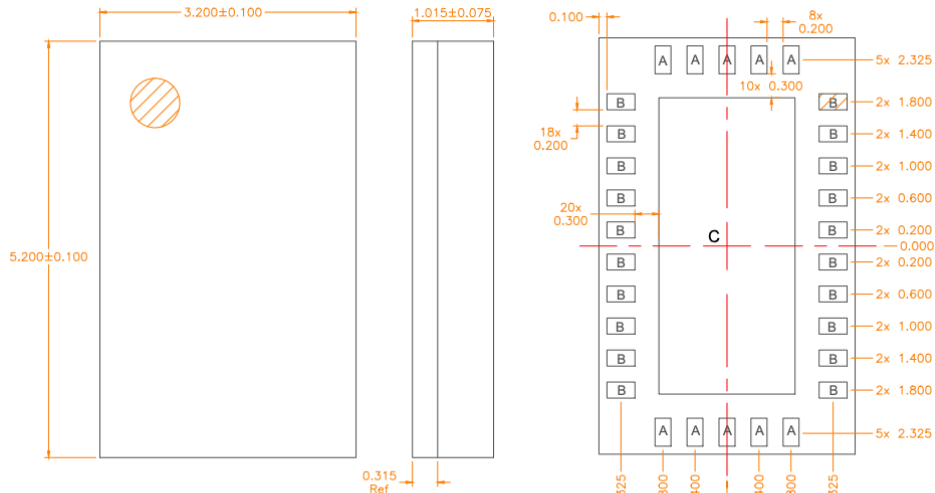 3.200±0.100
1.015±0.075
0.100
8x
0.200
A A A A A
5x 2.325
10x 0.300
B B 2x 1.800
18x
0.200
B B 2x 1.400
B B 2x 1.000
B B 2x 0.600
20x
0.300
B B 2x 0.200
C
0.000
5.200±0.100
B B 2x 0.200
B B 2x 0.600
B B 2x 1.000
B B 2x 1.400
B B 2x 1.800
A A A A A
5x 2.325
0.315
Ref